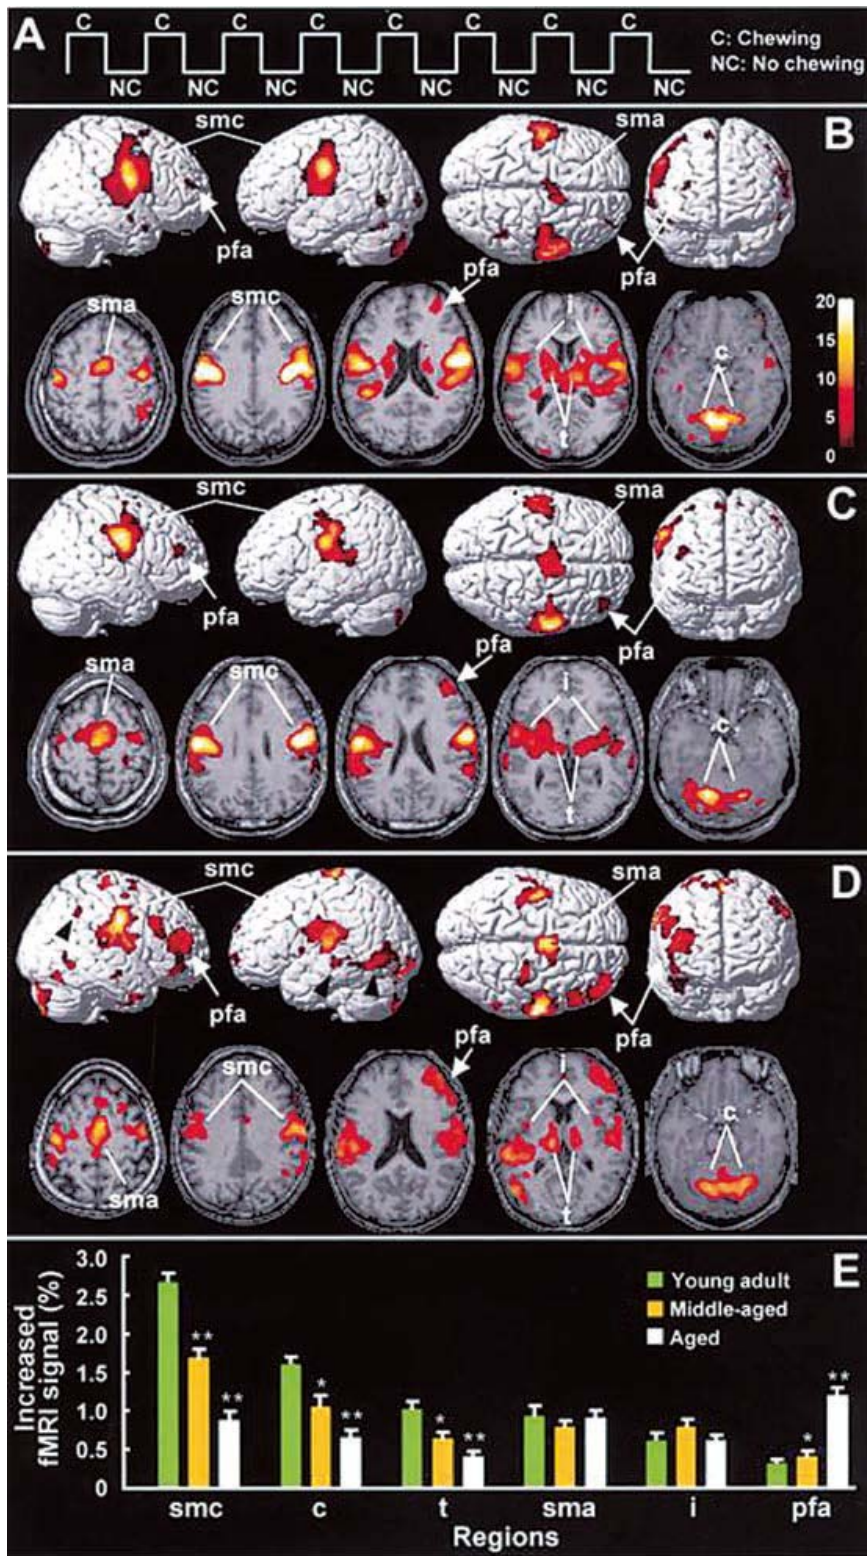 A
C C C C C C C C
NC NC NC NC NC NC NC NC
C: Chewing
NC: No chewing
B
smc
sma
pfa
pfa
pfa
sma
smc
i
c
t
20
15
10
5
0
C
smc
sma
pfa
pfa
pfa
sma
smc
i
c
t
D
smc
sma
pfa
pfa
pfa
smc
i
c
sma
t
E
Increased
fMRI signal (%)
3.0
2.5
2.0
1.5
1.0
0.5
0
Young adult
Middle-aged
Aged
** ** * ** * ** * **
smc c t sma i pfa
Regions